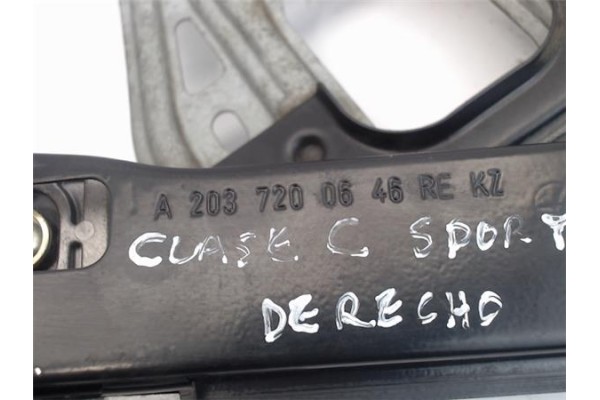 A 203 720 06 46 RE KZ
CLASE C SPORT
DERECHO